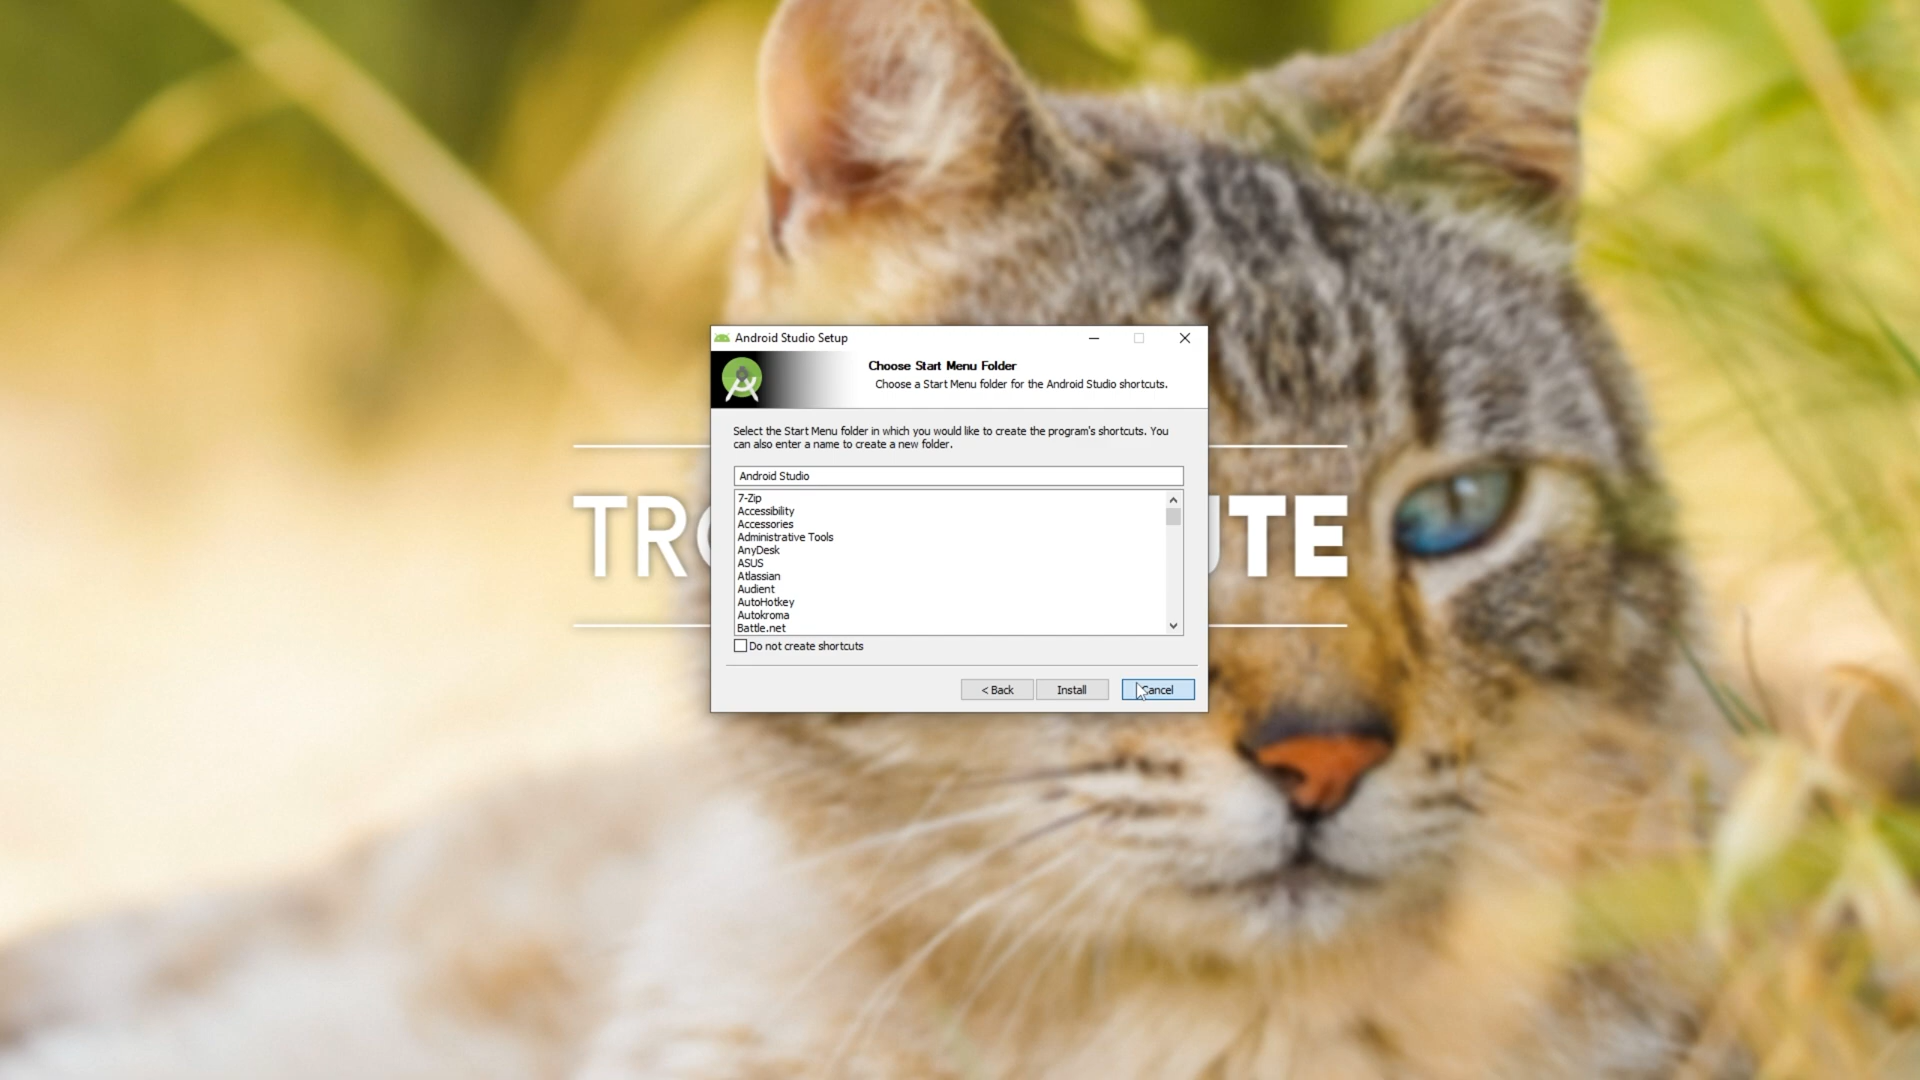 Android Studio Setup
Choose Start Menu Folder
Choose a Start Menu folder for the Android Studio shortcuts.
Select the Start Menu folder in which you would like to create the program's shortcuts. You
can also enter a name to create a new folder.
Android Studio
7-Zip
Accessibility
Accessories
Administrative Tools
AnyDesk
ASUS
Atlassian
Audient
AutoHotkey
Autokroma
Battle.net
Do not create shortcuts
< Back
Install
Cancel